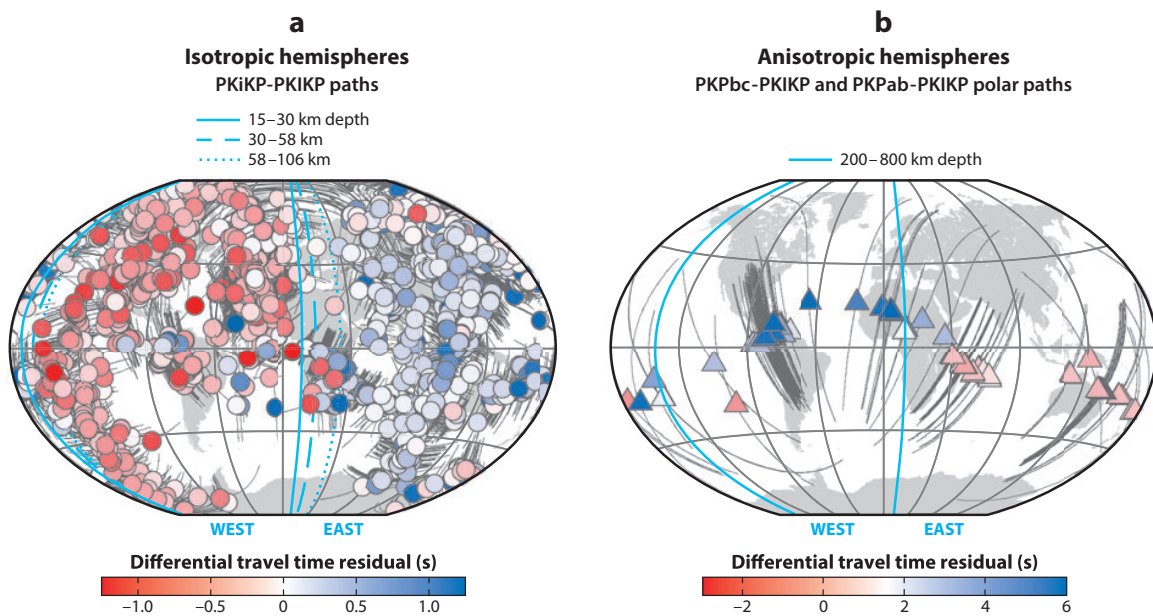 a
Isotropic hemispheres
PKiKP-PKIKP paths
15–30 km depth
30–58 km
58–106 km
WEST
EAST
Differential travel time residual (s)
–1.0
–0.5
0
0.5
1.0
b
Anisotropic hemispheres
PKPbc-PKIKP and PKPab-PKIKP polar paths
200–800 km depth
WEST
EAST
Differential travel time residual (s)
–2
0
2
4
6